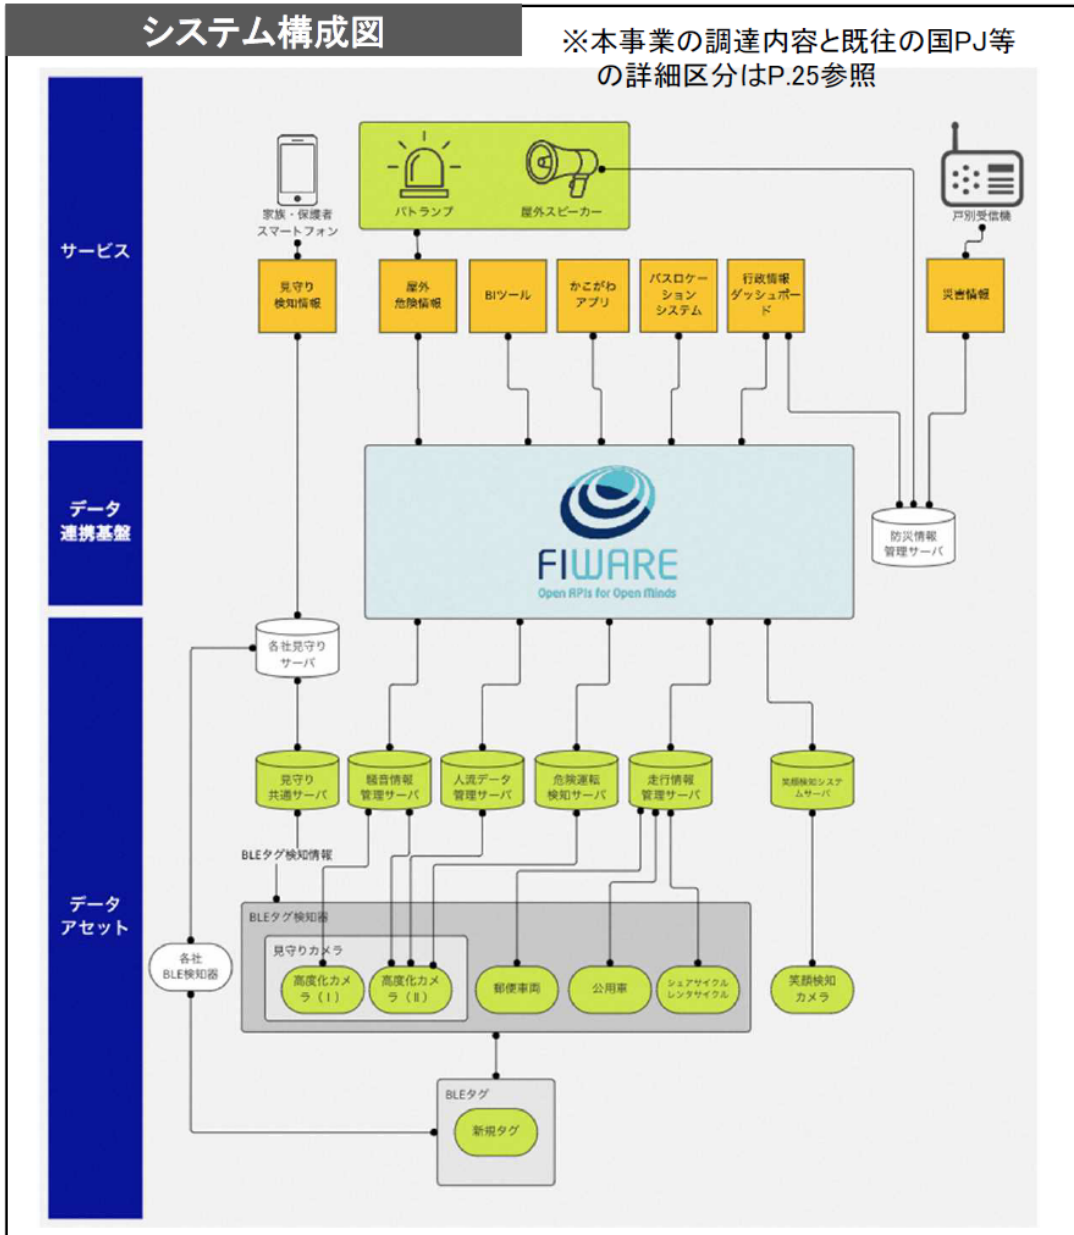 システム構成図
※本事業の調達内容と既往の国PJ等
の詳細区分はP.25参照
サービス
家族・保護者
スマートフォン
パトランプ
屋外スピーカー
戸別受信機
見守り
検知情報
屋外
危険情報
BIツール
かこがわ
アプリ
バスロケー
ション
システム
行政情報
ダッシュボー
ド
災害情報
データ
連携基盤
FIWARE
Open APIs for Open Minds
防災情報
管理サーバ
データ
アセット
各社見守り
サーバ
見守り
共通サーバ
騒音情報
管理サーバ
人流データ
管理サーバ
危険運転
検知サーバ
走行情報
管理サーバ
笑顔検知システ
ムサーバ
BLEタグ検知情報
BLEタグ検知器
見守りカメラ
各社
BLE検知器
高度化カメ
ラ（Ⅰ）
高度化カメ
ラ（Ⅱ）
郵便車両
公用車
シェアサイクル
レンタサイクル
笑顔検知
カメラ
BLEタグ
新規タグ